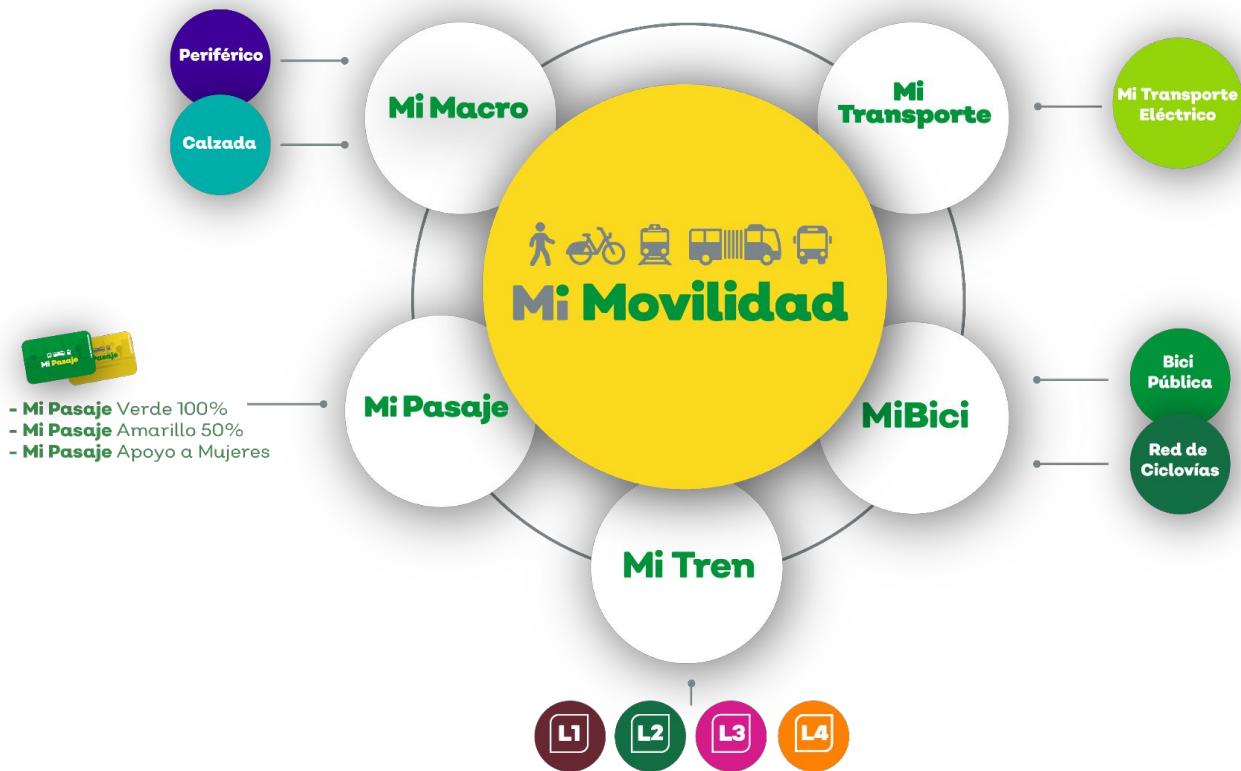 Periférico
Calzada
Mi Macro
Mi
Transporte
Mi Transporte
Eléctrico
Mi Movilidad
Mi Pasaje
Pasaje
- Mi Pasaje Verde 100%
- Mi Pasaje Amarillo 50%
- Mi Pasaje Apoyo a Mujeres
Mi Pasaje
MiBici
Bici
Pública
Red de
Ciclovías
Mi Tren
L1
L2
L3
L4